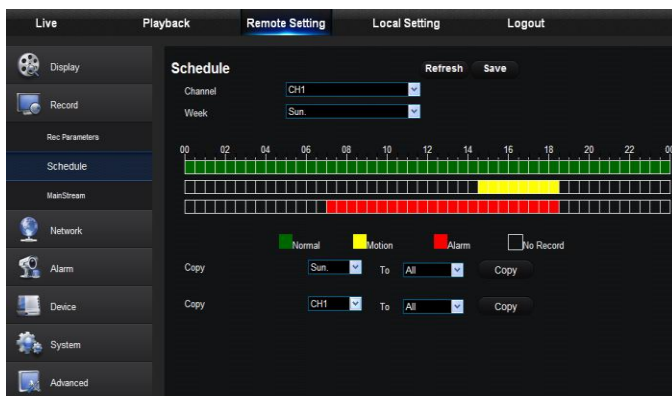 Live Playback Remote Setting Local Setting Logout
Display
Record
Rec Parameters
Schedule
MainStream
Network
Alarm
Device
System
Advanced
Schedule Refresh Save
Channel CH1
Week Sun.
00 02 04 06 08 10 12 14 16 18 20 22 00
Normal Motion Alarm No Record
Copy Sun. To All Copy
Copy CH1 To All Copy